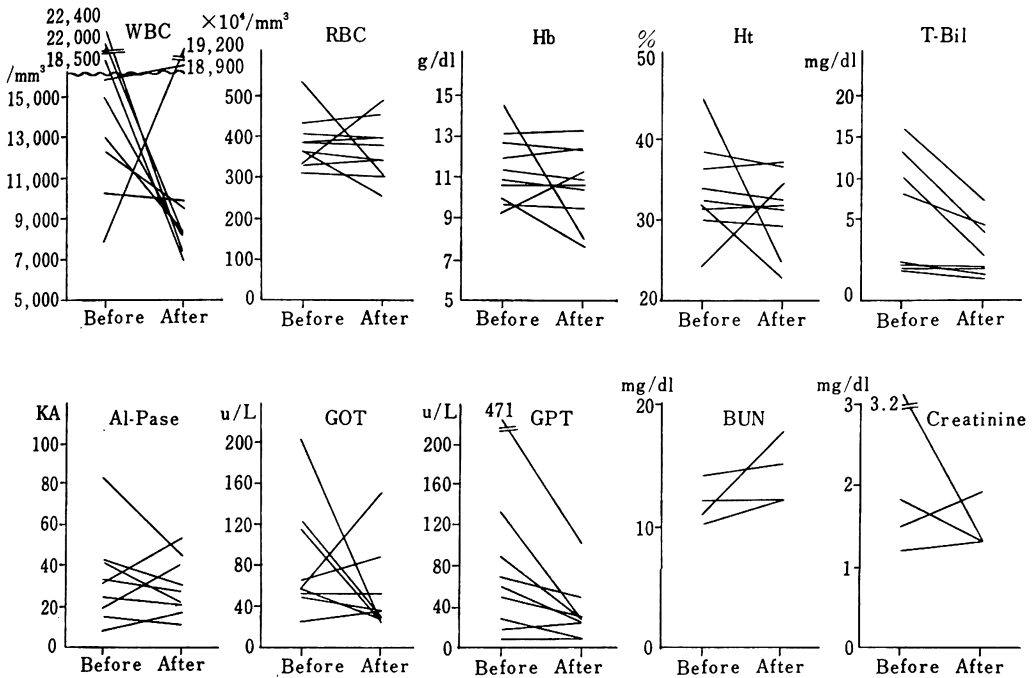 WBC
22,400
22,000
18,500
/mm³
15,000
13,000
11,000
9,000
7,000
5,000
19,200
18,900
Before After
RBC
×10⁴/mm³
500
400
300
200
100
0
Before After
Hb
g/dl
15
13
11
9
7
5
Before After
Ht
%
50
40
30
20
Before After
T-Bil
mg/dl
20
15
10
5
0
Before After
Al-Pase
KA
100
80
60
40
20
0
Before After
GOT
u/L
200
160
120
80
40
0
Before After
GPT
u/L
471
200
160
120
80
40
0
Before After
BUN
mg/dl
20
10
0
Before After
Creatinine
mg/dl
3
3.2
2
1
0
Before After